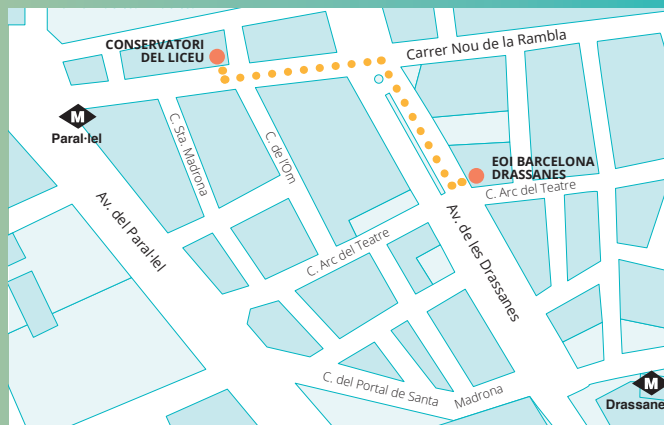 CONSERVATORI
DEL LICEU
Carrer Nou de la Rambla
M
Paral·lel
C. Sta. Madrona
C. de l'Om
EOI BARCELONA
DRASSANES
C. Arc del Teatre
Av. del Paral·lel
C. Arc del Teatre
Av. de les Drassanes
C. del Portal de Santa
Madrona
M
Drassane